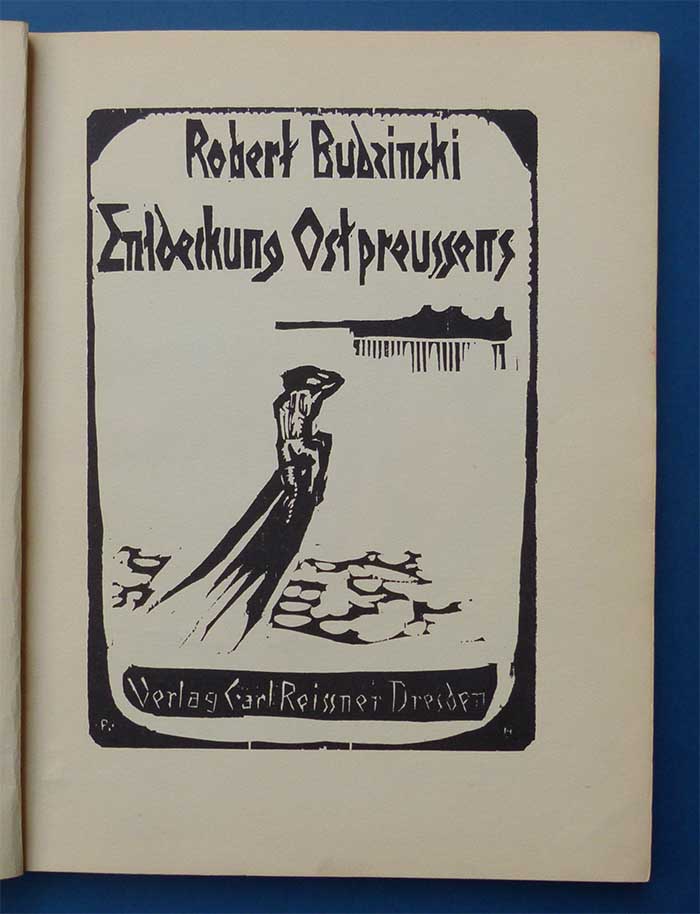 Robert Budzinski
Entdeckung Ostpreussens
Verlag Carl Reissner Dresden